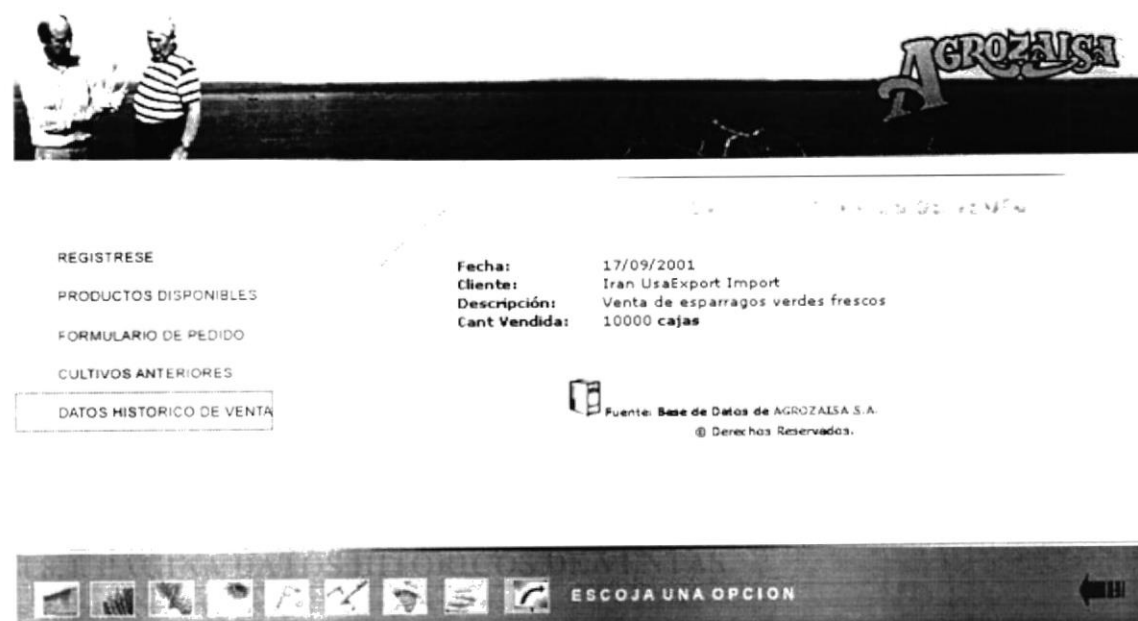 AGROZALSA
REGISTRESE
PRODUCTOS DISPONIBLES
FORMULARIO DE PEDIDO
CULTIVOS ANTERIORES
DATOS HISTORICO DE VENTA
Fecha: 17/09/2001
Cliente: Iran UsaExport Import
Descripción: Venta de esparragos verdes frescos
Cant Vendida: 10000 cajas
Fuente: Base de Datos de AGROZALSA S.A.
© Derechos Reservados.
ESCOJA UNA OPCION